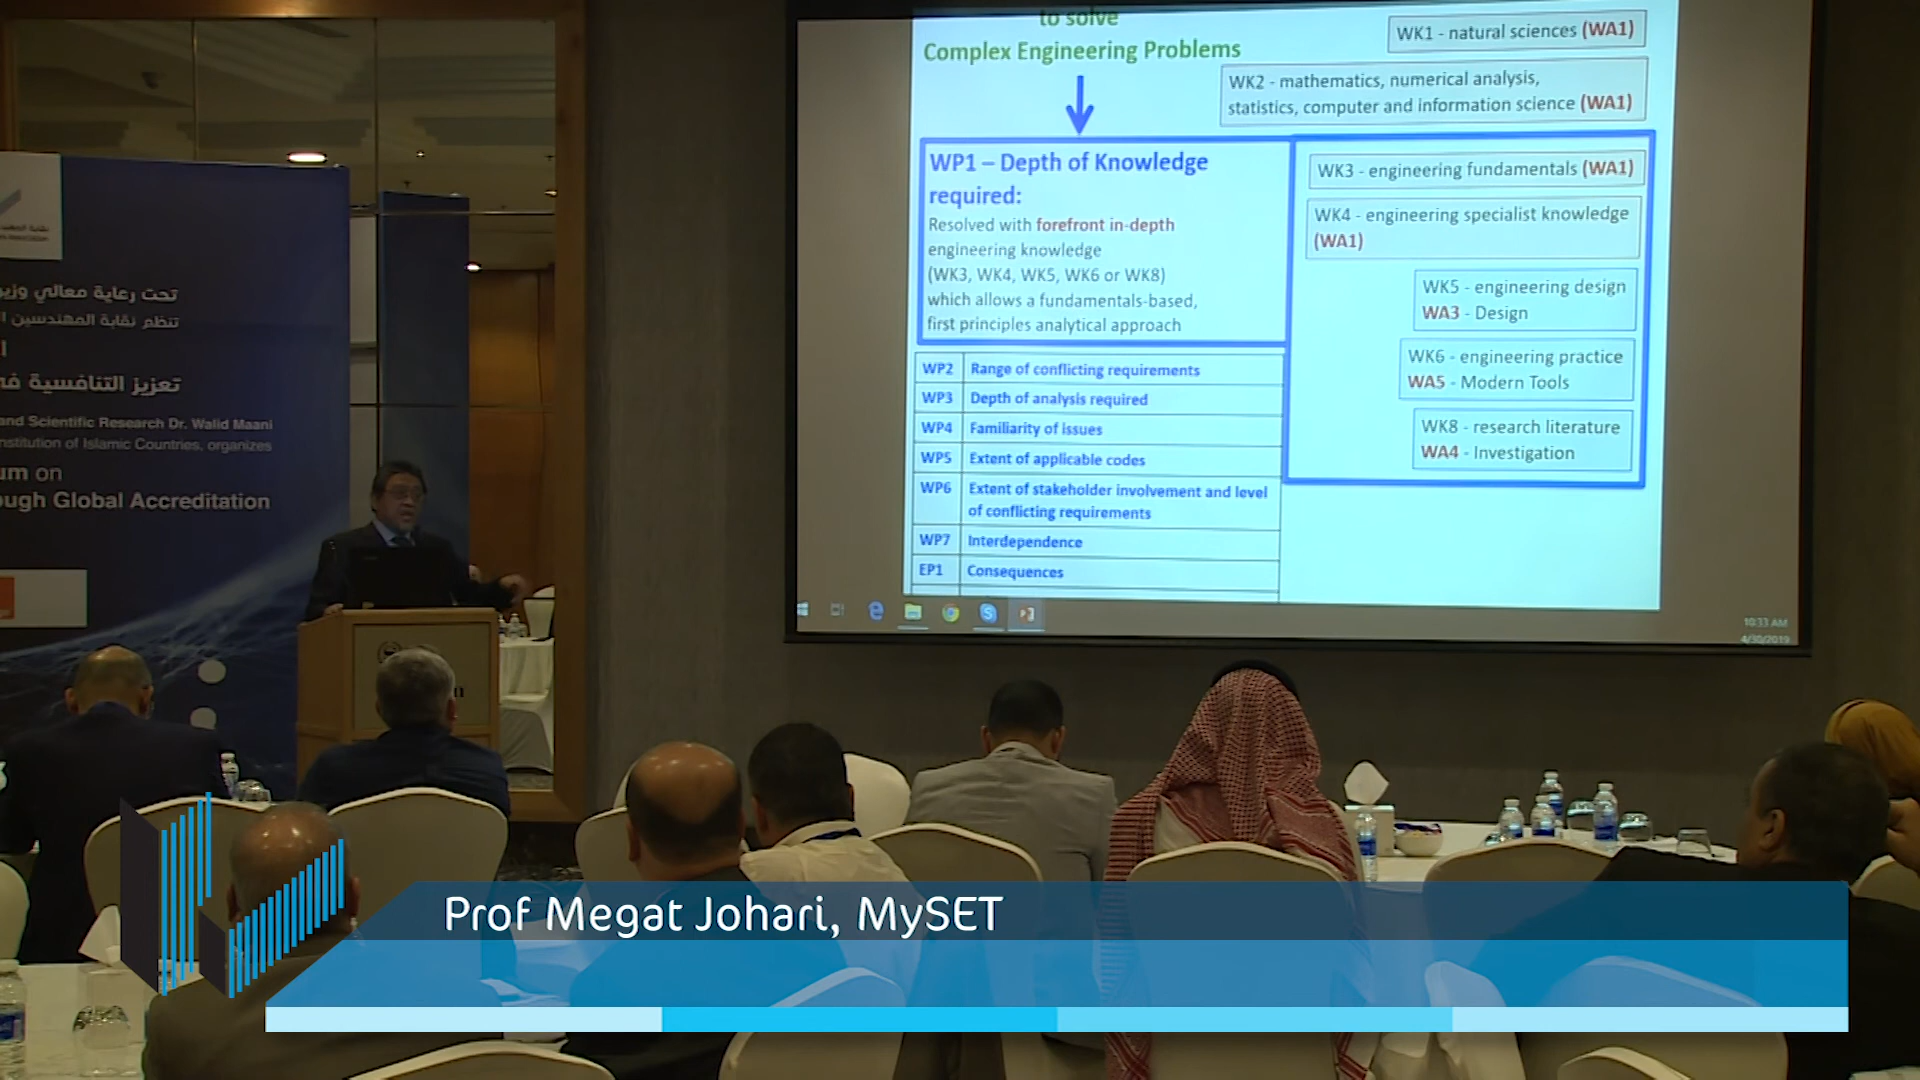 to solve
Complex Engineering Problems
WK1 - natural sciences (WA1)
WK2 - mathematics, numerical analysis,
statistics, computer and information science (WA1)
WP1 – Depth of Knowledge
required:
Resolved with forefront in-depth
engineering knowledge
(WK3, WK4, WK5, WK6 or WK8)
which allows a fundamentals-based,
first principles analytical approach
WK3 - engineering fundamentals (WA1)
WK4 - engineering specialist knowledge
(WA1)
WK5 - engineering design
WA3 - Design
WK6 - engineering practice
WA5 - Modern Tools
WK8 - research literature
WA4 - Investigation
WP2 Range of conflicting requirements
WP3 Depth of analysis required
WP4 Familiarity of issues
WP5 Extent of applicable codes
WP6 Extent of stakeholder involvement and level
of conflicting requirements
WP7 Interdependence
EP1 Consequences
10:33 AM
4/30/2019
تحت رعاية معالي
تنظم نقابة المهندسين
تعزيز التنافسية
and Scientific Research Dr. Walid Maani
nstitution of Islamic Countries, organizes
um on
ough Global Accreditation
Prof Megat Johari, MySET